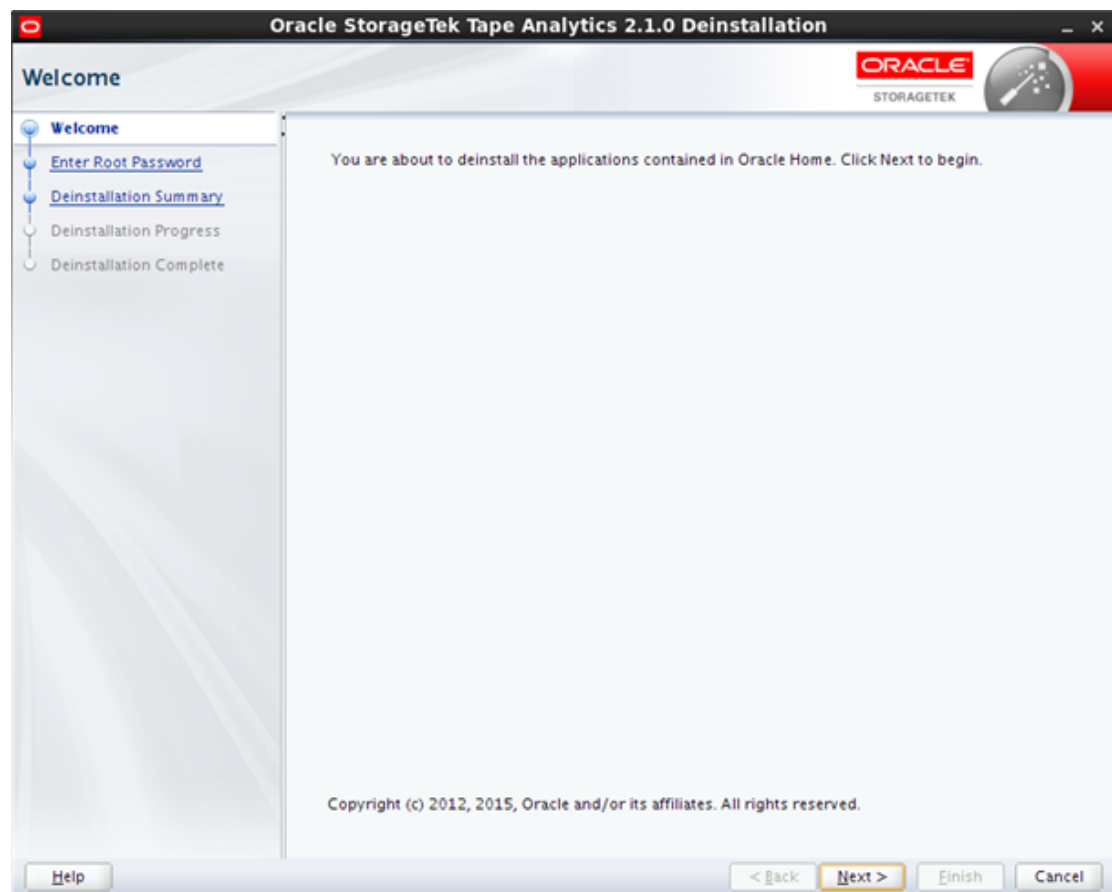 Oracle StorageTek Tape Analytics 2.1.0 Deinstallation
Welcome
ORACLE
STORAGETEK
Welcome
Enter Root Password
Deinstallation Summary
Deinstallation Progress
Deinstallation Complete
You are about to deinstall the applications contained in Oracle Home. Click Next to begin.
Copyright (c) 2012, 2015, Oracle and/or its affiliates. All rights reserved.
Help
< Back
Next >
Finish
Cancel